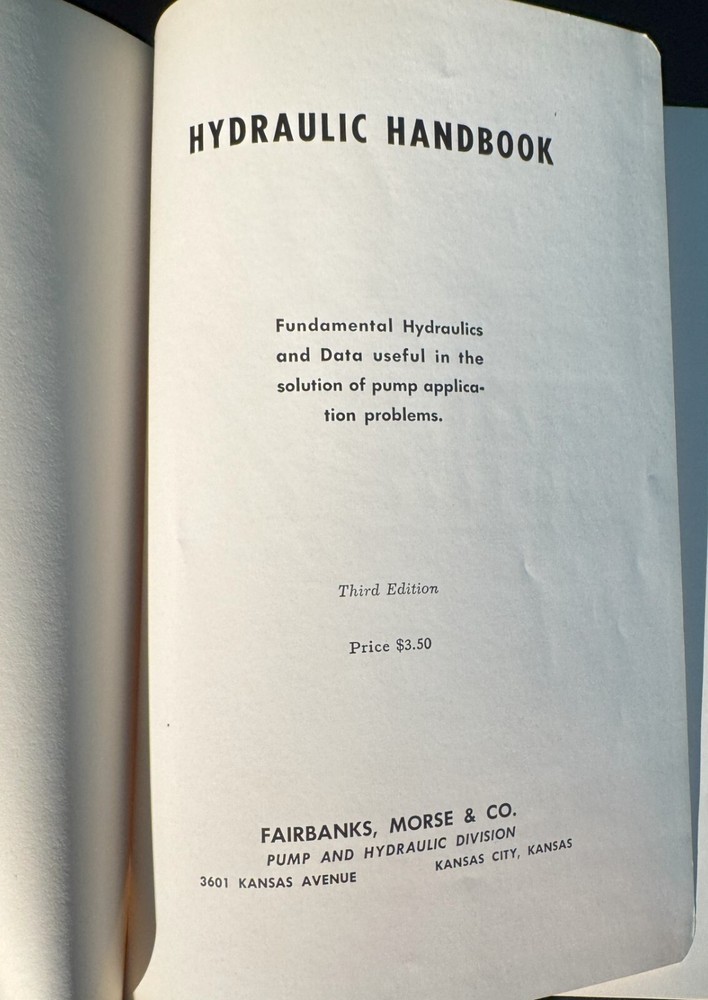 HYDRAULIC HANDBOOK
Fundamental Hydraulics
and Data useful in the
solution of pump applica-
tion problems.
Third Edition
Price $3.50
FAIRBANKS, MORSE & CO.
PUMP AND HYDRAULIC DIVISION
3601 KANSAS AVENUE KANSAS CITY, KANSAS